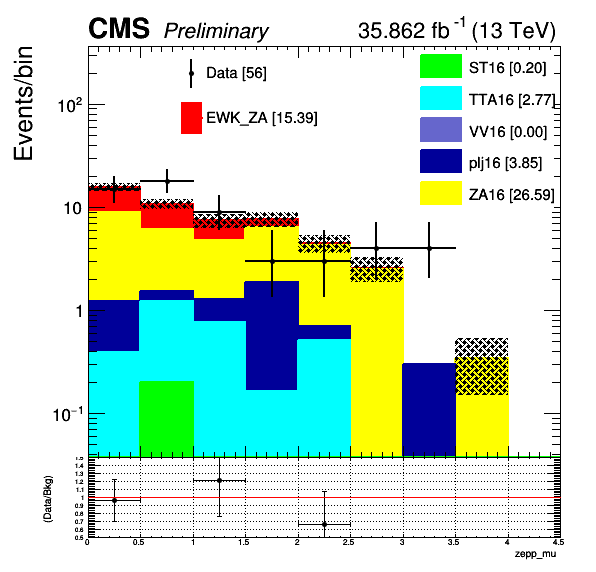 CMS Preliminary 35.862 fb⁻¹ (13 TeV)
Events/bin
Data [56]
EWK_ZA [15.39]
ST16 [0.20]
TTA16 [2.77]
VV16 [0.00]
plj16 [3.85]
ZA16 [26.59]
10²
10
1
10⁻¹
(Data/Bkg)
1.5
1.4
1.3
1.2
1.1
1
0.9
0.8
0.7
0.6
0.5
0 0.5 1 1.5 2 2.5 3 3.5 4 4.5
zepp_mu